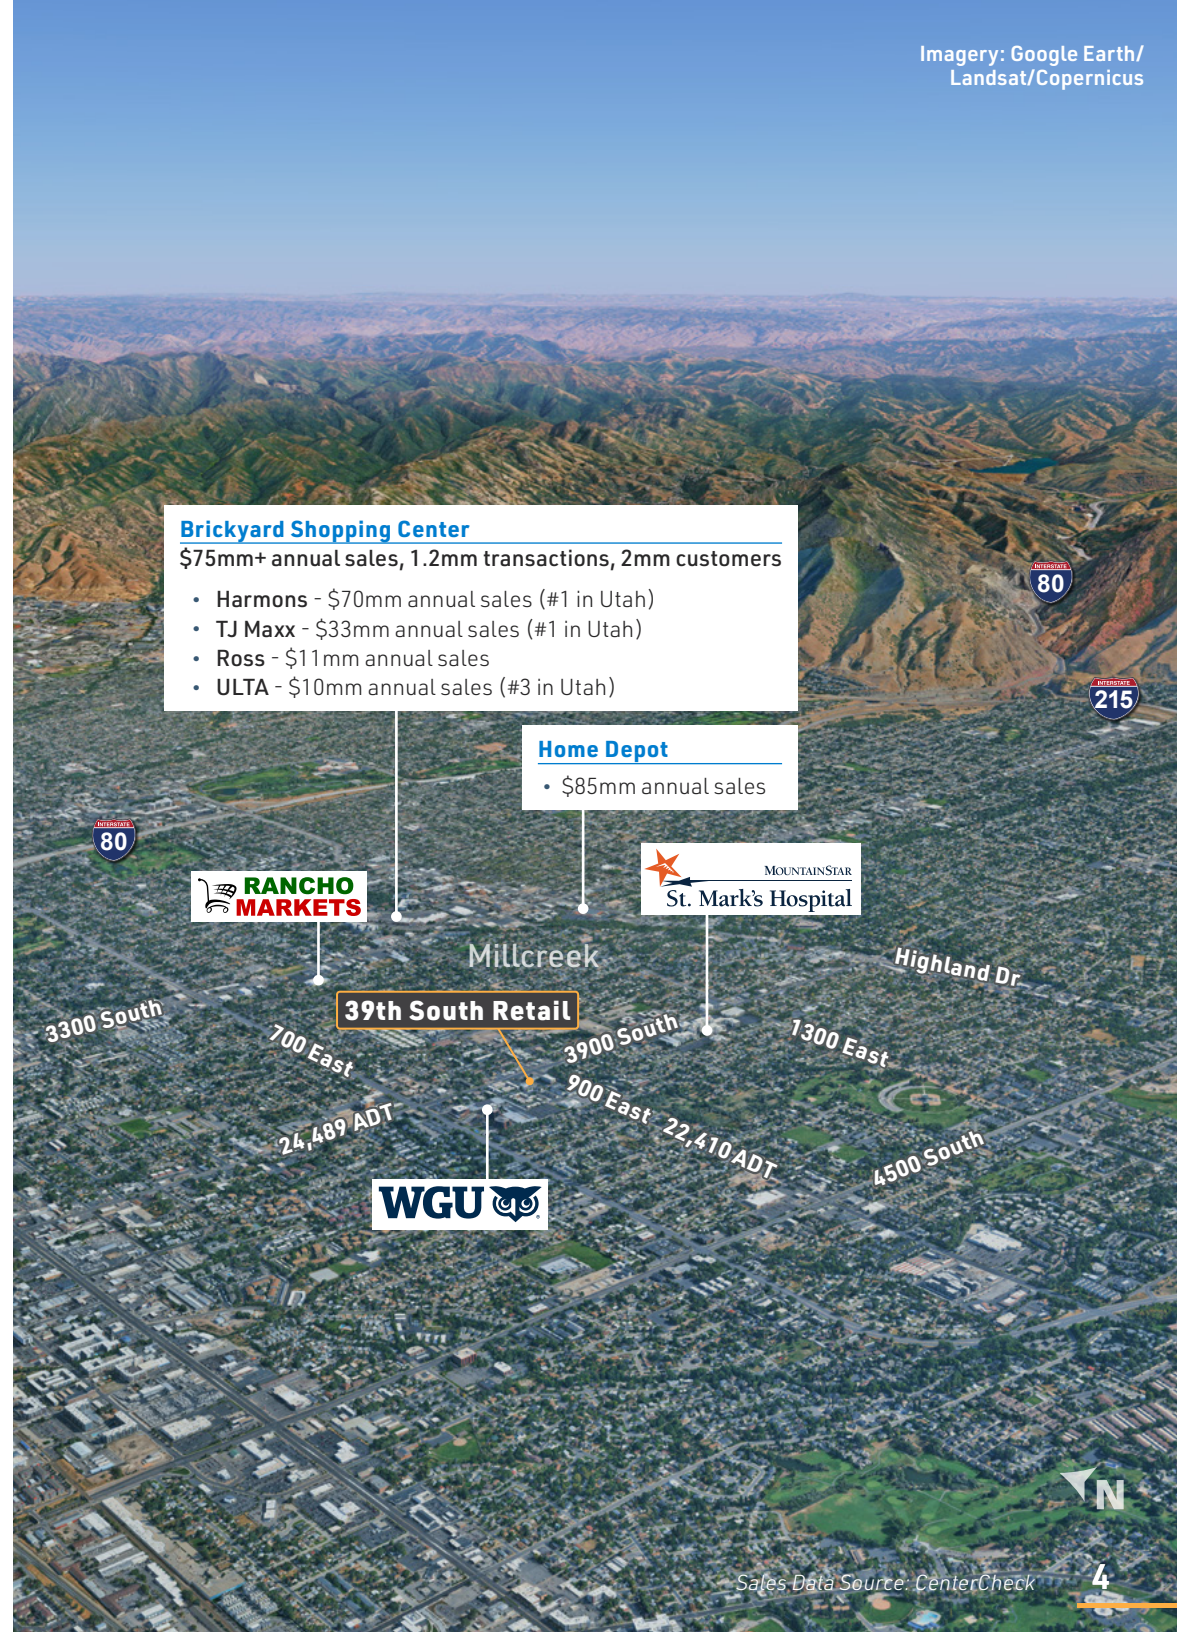 Imagery: Google Earth/
Landsat/Copernicus
Brickyard Shopping Center
$75mm+ annual sales, 1.2mm transactions, 2mm customers
• Harmons - $70mm annual sales (#1 in Utah)
• TJ Maxx - $33mm annual sales (#1 in Utah)
• Ross - $11mm annual sales
• ULTA - $10mm annual sales (#3 in Utah)
INTERSTATE
80
INTERSTATE
215
Home Depot
• $85mm annual sales
INTERSTATE
80
RANCHO
MARKETS
MOUNTAINSTAR
St. Mark's Hospital
Millcreek
Highland Dr
39th South Retail
3300 South
700 East
3900 South
1300 East
900 East 22,410 ADT
24,489 ADT
4500 South
WGU
N
Sales Data Source: CenterCheck
4